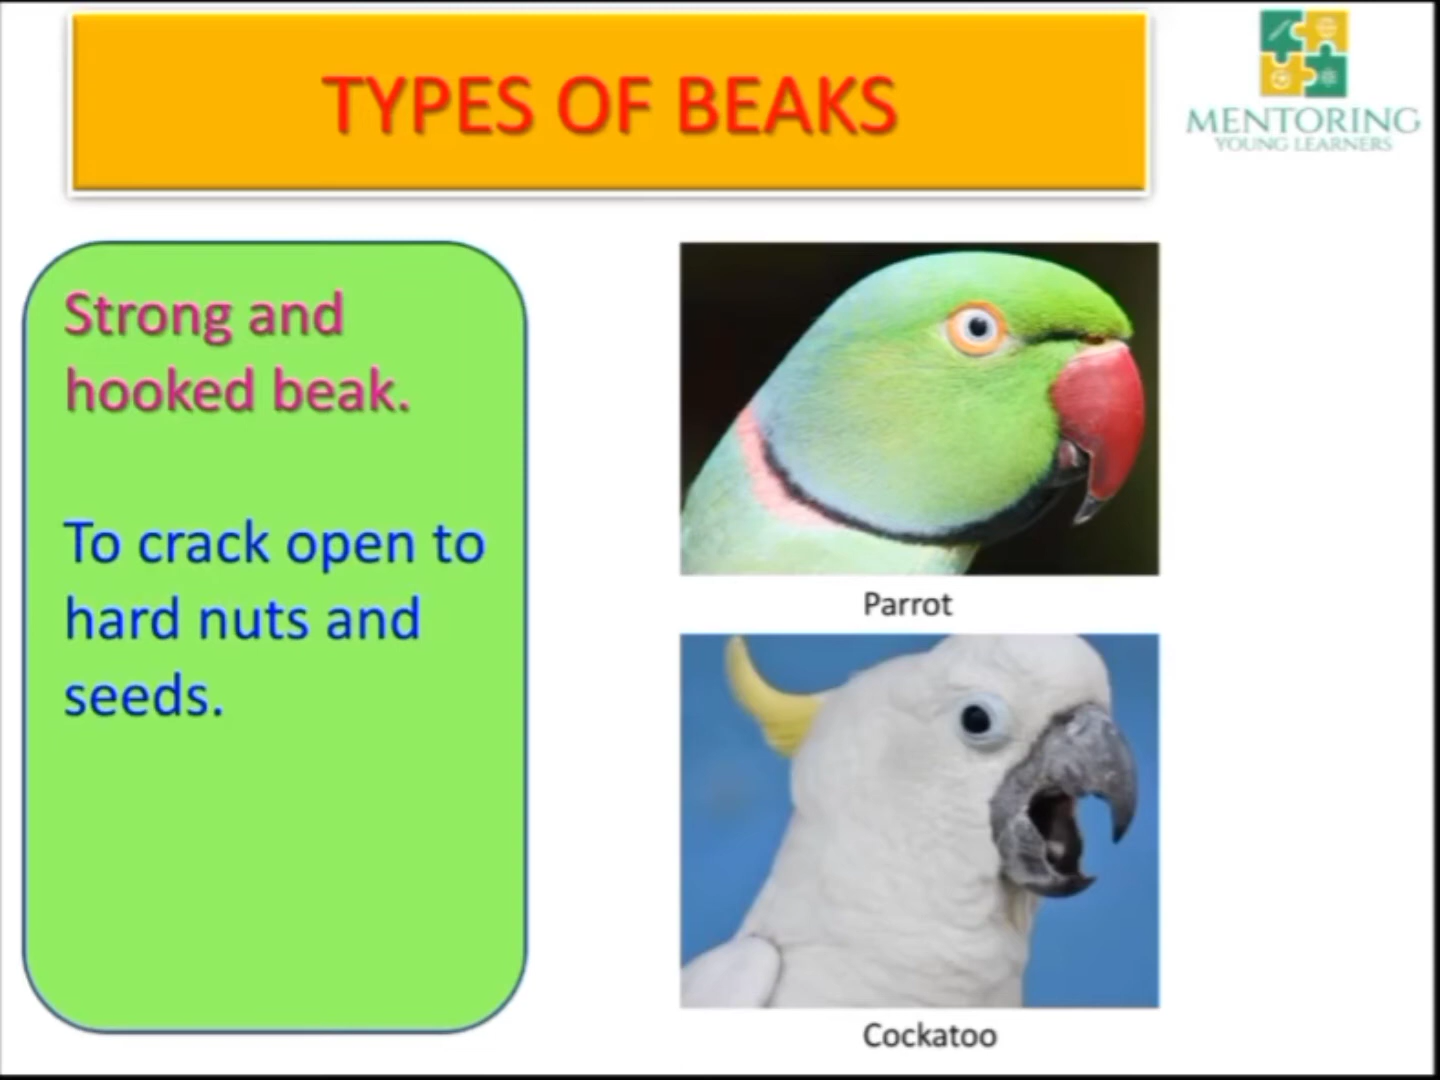 TYPES OF BEAKS
MENTORING
YOUNG LEARNERS
Strong and
hooked beak.
To crack open to
hard nuts and
seeds.
Parrot
Cockatoo